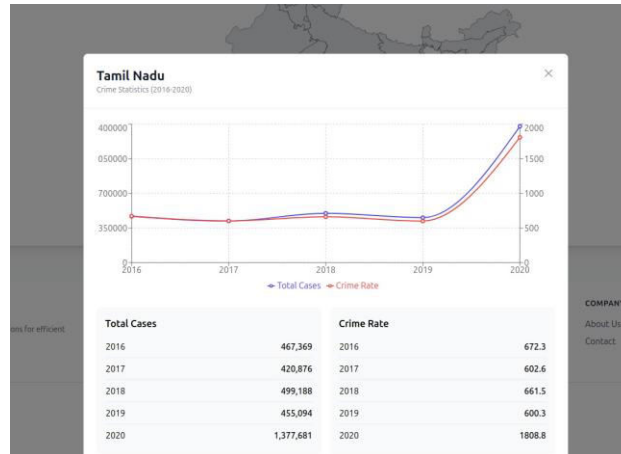 Tamil Nadu
×
Crime Statistics (2016-2020)
400000
2000
050000
1500
700000
1000
350000
500
0
0
2016 2017 2018 2019 2020
Total Cases Crime Rate
COMPANY
Total Cases Crime Rate
About Us
ons for efficient
2016 467,369 2016 672.3
Contact
2017 420,876 2017 602.6
2018 499,188 2018 661.5
2019 455,094 2019 600.3
2020 1,377,681 2020 1808.8